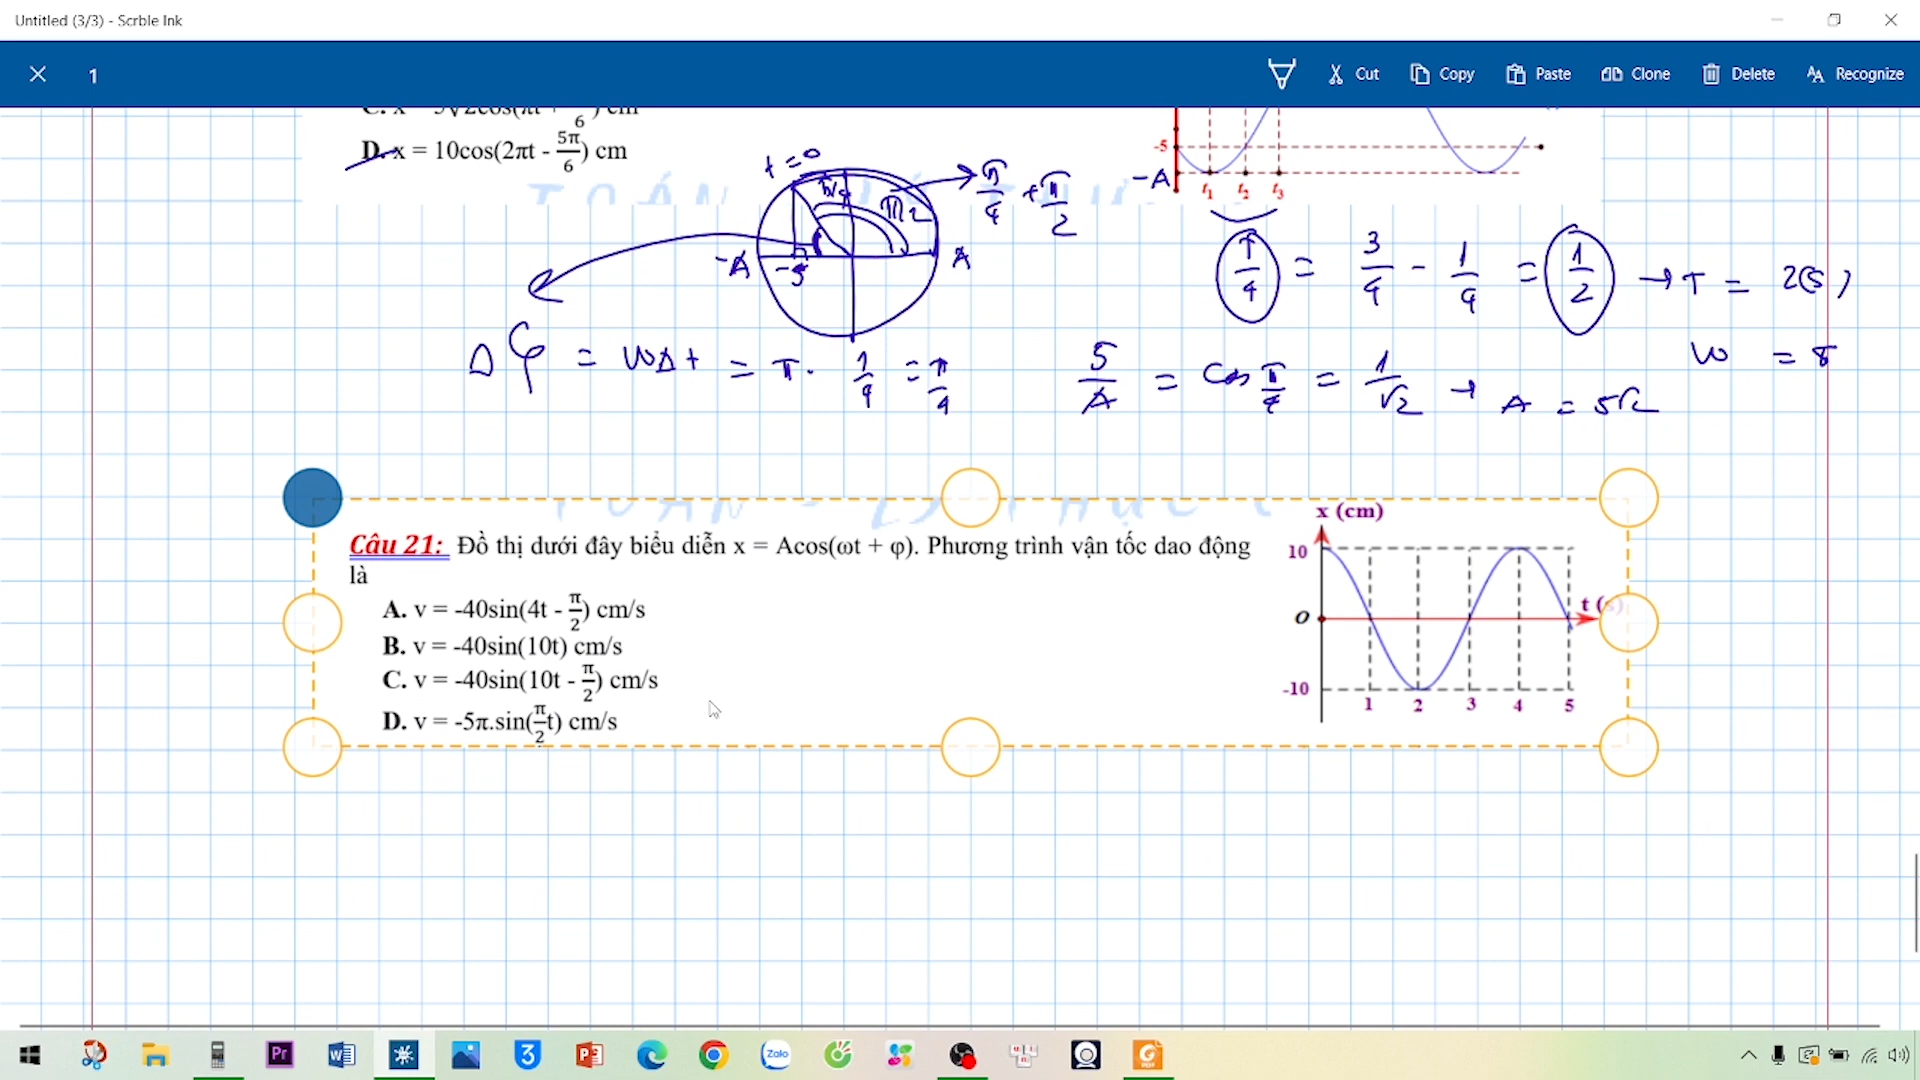 Untitled (3/3) - Scrble Ink
1
Cut
Copy
Paste
Clone
Delete
Recognize
D. x = 10cos(2πt - 5π/6) cm
-5
-A
t₁ t₂ t₃
t = 0
π/4
π/2
π/4 + π/2
-A -5 A
T/4 = 3/4 - 1/4 = 1/2 → T = 2(s)
Δφ = ωΔt = π . 1/4 = π/4
5/A = cos π/4 = 1/√2 → A = 5√2
Câu 21: Đồ thị dưới đây biểu diễn x = Acos(ωt + φ). Phương trình vận tốc dao động
là
A. v = -40sin(4t - π/2) cm/s
B. v = -40sin(10t) cm/s
C. v = -40sin(10t - π/2) cm/s
D. v = -5π.sin(π/2 t) cm/s
x (cm)
10
O
t (s)
-10
1 2 3 4 5